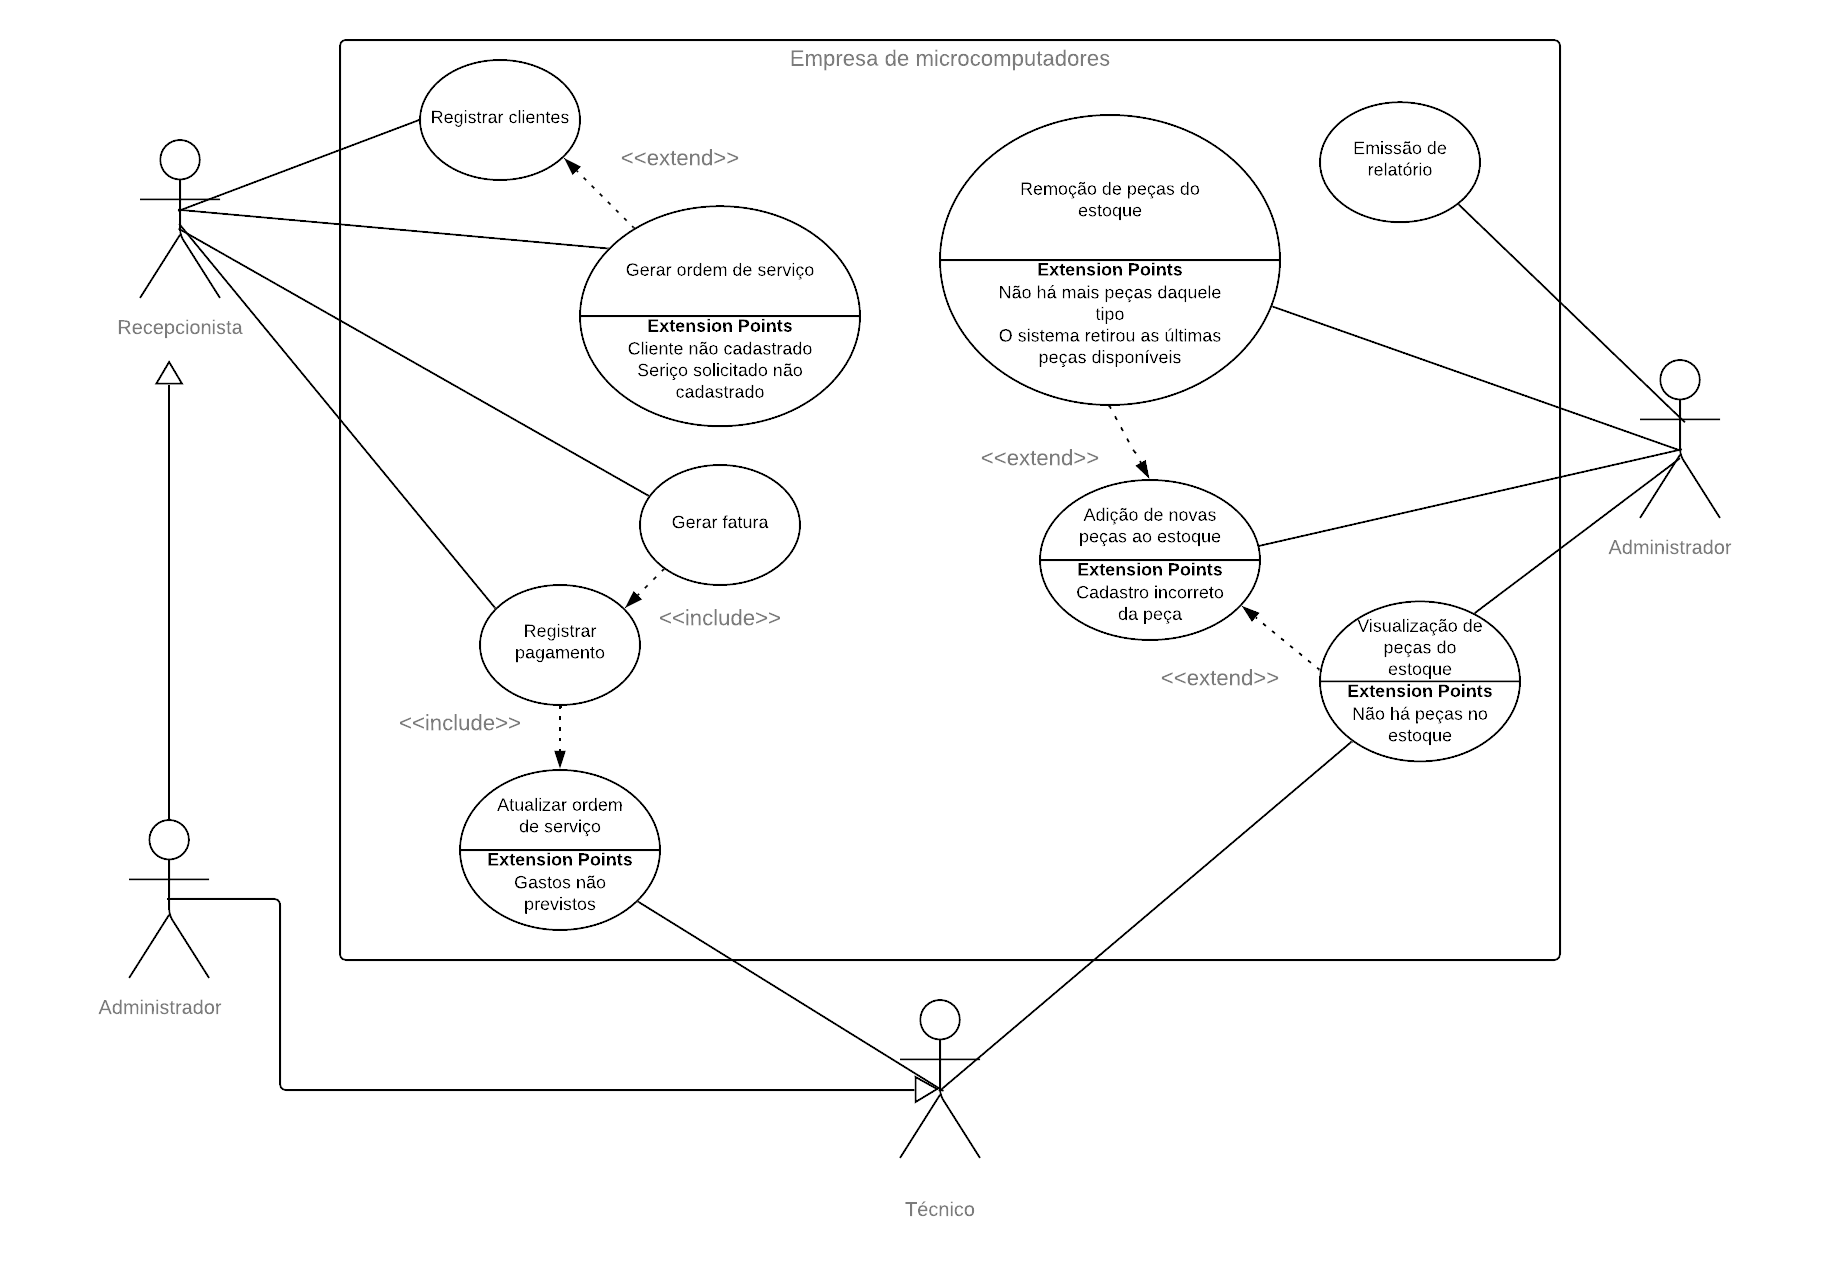 Empresa de microcomputadores
Registrar clientes
<<extend>>
Recepcionista
Gerar ordem de serviço
Extension Points
Cliente não cadastrado
Seriço solicitado não
cadastrado
Remoção de peças do
estoque
Extension Points
Não há mais peças daquele
tipo
O sistema retirou as últimas
peças disponíveis
Emissão de
relatório
<<extend>>
Administrador
Gerar fatura
Adição de novas
peças ao estoque
Extension Points
Cadastro incorreto
da peça
<<include>>
Registrar
pagamento
<<extend>>
Visualização de
peças do
estoque
Extension Points
Não há peças no
estoque
<<include>>
Atualizar ordem
de serviço
Extension Points
Gastos não
previstos
Administrador
Técnico